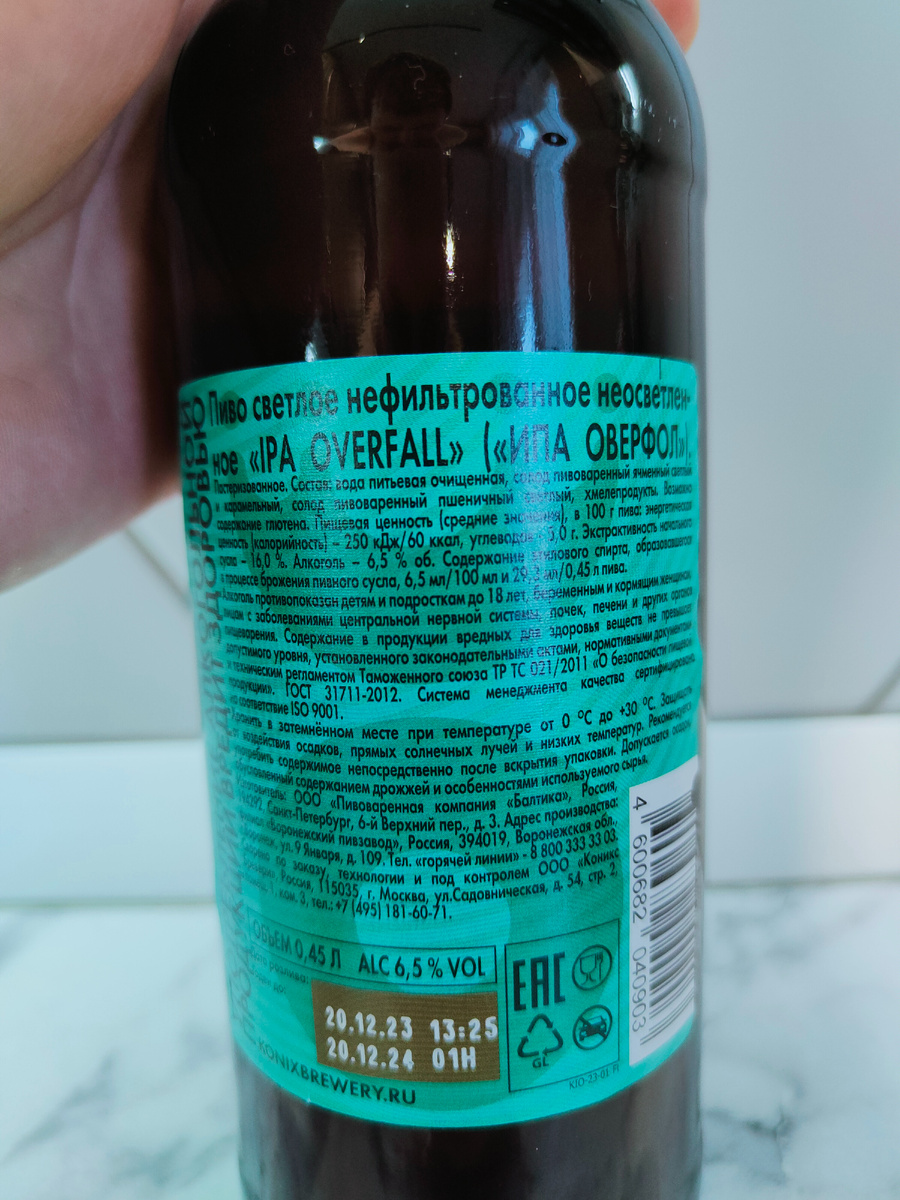 Пиво светлое нефильтрованное неосветлен-
ное «IPA OVERFALL» («ИПА ОВЕРФОЛ»).
Пастеризованное. Состав: вода питьевая очищенная, солод пивоваренный ячменный светлый
и карамельный, солод пивоваренный пшеничный светлый, хмелепродукты. Возможно
содержание глютена. Пищевая ценность (средние значения), в 100 г пива: энергетическая
ценность (калорийность) – 250 кДж/60 ккал, углеводов – 6,0 г. Экстрактивность начального
сусла – 16,0 %. Алкоголь – 6,5 % об. Содержание этилового спирта, образовавшегося
в процессе брожения пивного сусла, 6,5 мл/100 мл и 29,3 мл/0,45 л пива.
Алкоголь противопоказан детям и подросткам до 18 лет, беременным и кормящим женщинам,
лицам с заболеваниями центральной нервной системы, почек, печени и других органов
пищеварения. Содержание в продукции вредных для здоровья веществ не превышает
допустимого уровня, установленного законодательными актами, нормативными документами
и техническим регламентом Таможенного союза ТР ТС 021/2011 «О безопасности пищевой
продукции». ГОСТ 31711-2012. Система менеджмента качества сертифицирована
на соответствие ISO 9001.
Хранить в затемнённом месте при температуре от 0 °С до +30 °С. Защищать
от воздействия осадков, прямых солнечных лучей и низких температур. Рекомендуется
употребить содержимое непосредственно после вскрытия упаковки. Допускается осадок,
обусловленный содержанием дрожжей и особенностями используемого сырья.
Изготовитель: ООО «Пивоваренная компания «Балтика», Россия,
194292, Санкт-Петербург, 6-й Верхний пер., д. 3. Адрес производства:
филиал «Воронежский пивзавод», Россия, 394019, Воронежская обл.,
Воронеж, ул. 9 Января, д. 109. Тел. «горячей линии» - 8 800 333 33 03.
по заказу, технологии и под контролем ООО «Коникс
Россия, 115035, г. Москва, ул.Садовническая, д. 54, стр. 2,
ком. 3, тел.: +7 (495) 181-60-71.
ОБЪЕМ 0,45 Л ALC 6,5 % VOL
20.12.23 13:25
20.12.24 01H
EAC
GL
KONIXBREWERY.RU
KIO-23-01
4 600682 040903